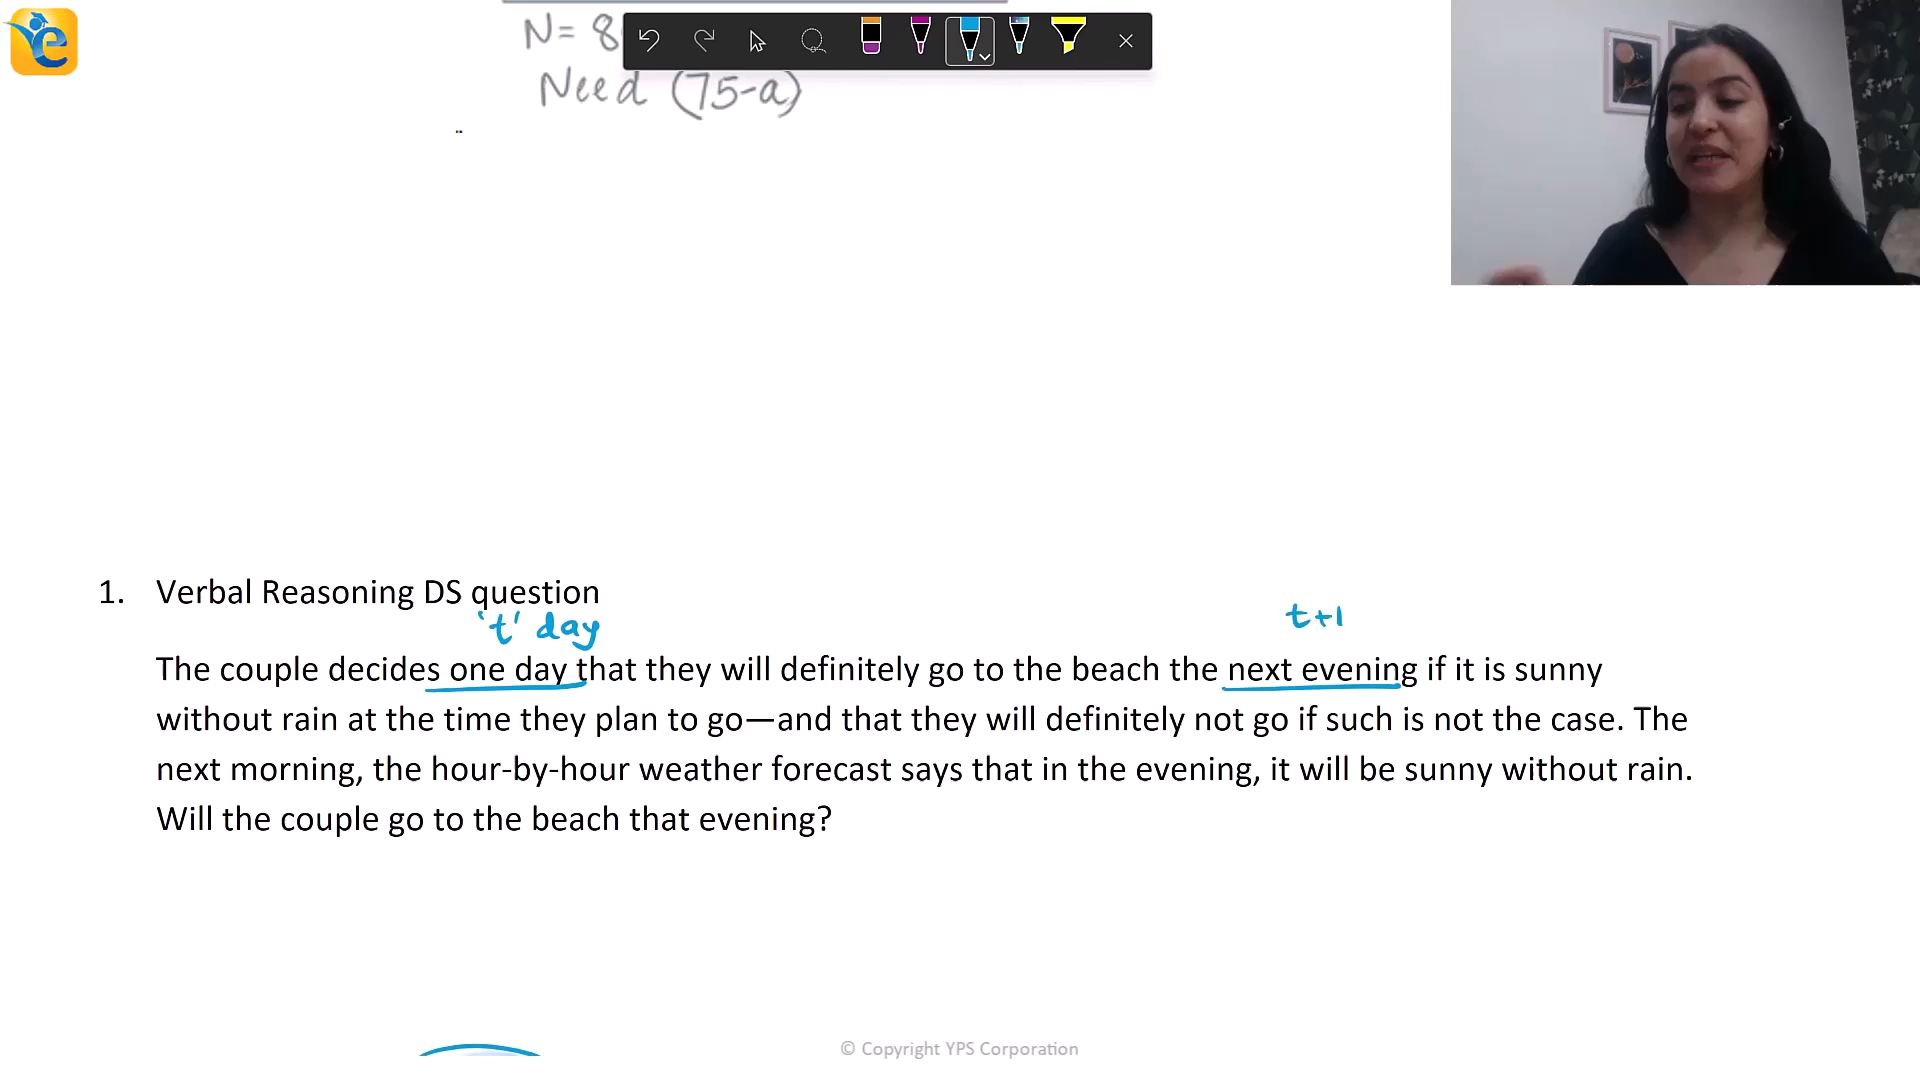 N= 8
Need (75-a)
1. Verbal Reasoning DS question
't' day
t+1
The couple decides one day that they will definitely go to the beach the next evening if it is sunny
without rain at the time they plan to go—and that they will definitely not go if such is not the case. The
next morning, the hour-by-hour weather forecast says that in the evening, it will be sunny without rain.
Will the couple go to the beach that evening?
© Copyright YPS Corporation